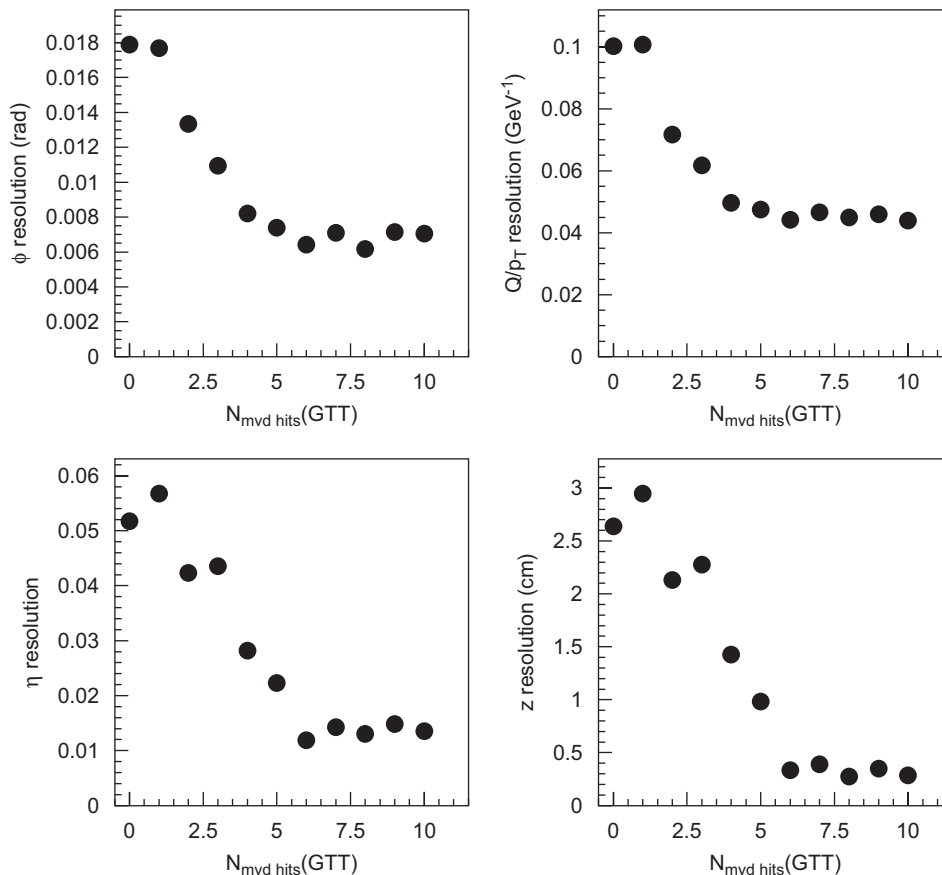 0.018
0.016
0.014
0.012
0.01
0.008
0.006
0.004
0.002
0
ϕ resolution (rad)
0 2.5 5 7.5 10
N_mvd hits(GTT)
0.1
0.08
0.06
0.04
0.02
0
Q/p_T resolution (GeV⁻¹)
0 2.5 5 7.5 10
N_mvd hits(GTT)
0.06
0.05
0.04
0.03
0.02
0.01
0
η resolution
0 2.5 5 7.5 10
N_mvd hits(GTT)
3
2.5
2
1.5
1
0.5
0
z resolution (cm)
0 2.5 5 7.5 10
N_mvd hits(GTT)